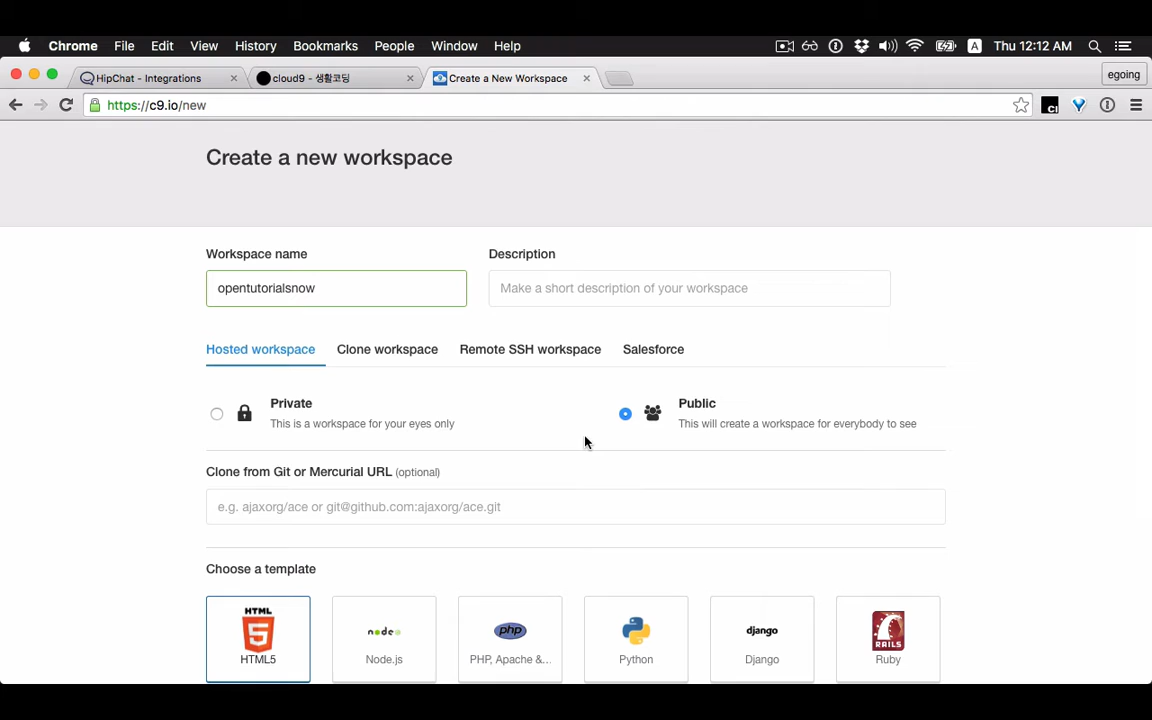 Chrome File Edit View History Bookmarks People Window Help A Thu 12:12 AM
HipChat - Integrations cloud9 - 생활코딩 Create a New Workspace egoing
https://c9.io/new
Create a new workspace
Workspace name Description
opentutorialsnow Make a short description of your workspace
Hosted workspace Clone workspace Remote SSH workspace Salesforce
Private Public
This is a workspace for your eyes only This will create a workspace for everybody to see
Clone from Git or Mercurial URL (optional)
e.g. ajaxorg/ace or git@github.com:ajaxorg/ace.git
Choose a template
HTML 5 node php django RAILS
HTML5 Node.js PHP, Apache &... Python Django Ruby